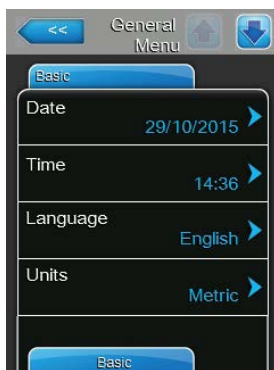 << General
Menu
Basic
Date
29/10/2015
Time
14:36
Language
English
Units
Metric
Basic